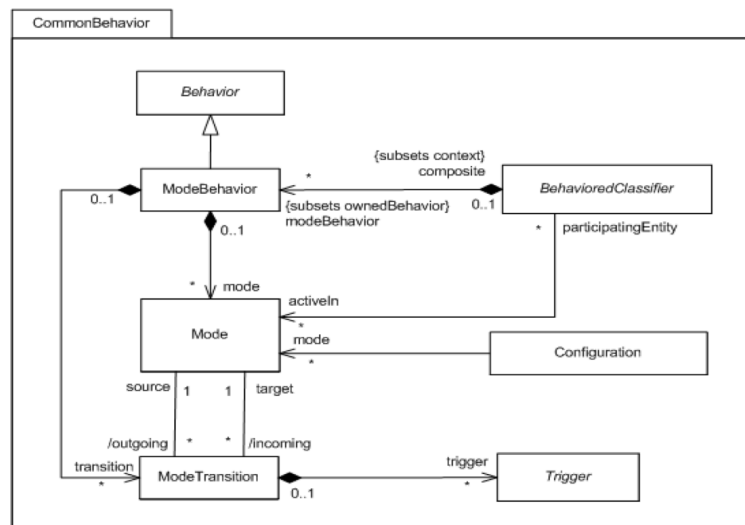 CommonBehavior
Behavior
{subsets context}
composite
*
ModeBehavior
BehavioredClassifier
0..1
{subsets ownedBehavior}
modeBehavior
0..1
0..1
*
participatingEntity
* mode
activeIn
*
Mode
mode
*
Configuration
source 1 1 target
/outgoing * * /incoming
transition
*
ModeTransition
trigger
0..1
*
Trigger